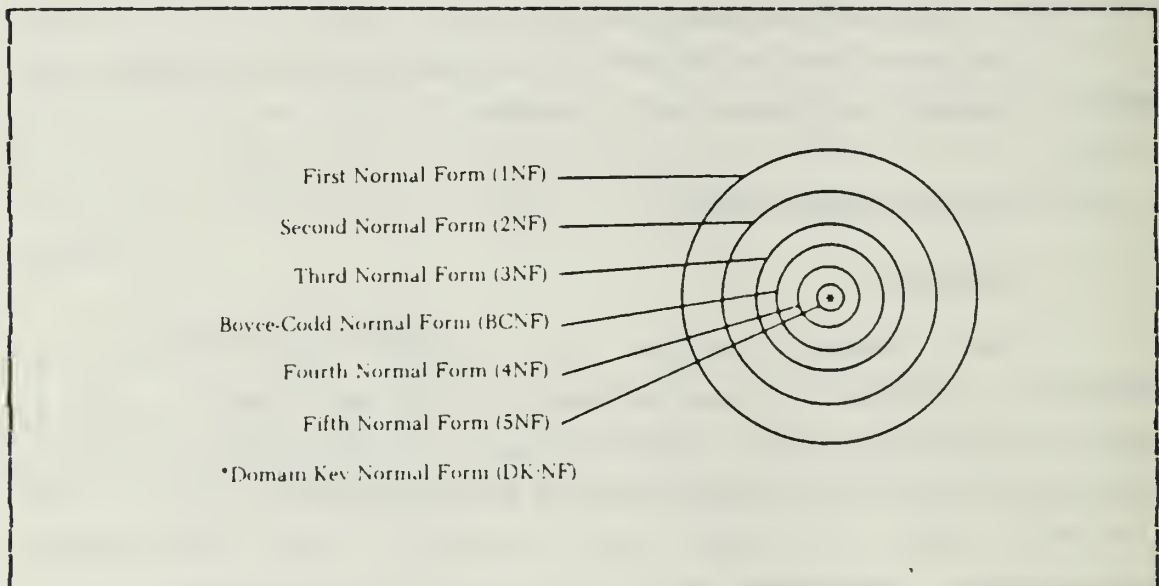 First Normal Form (1NF)
Second Normal Form (2NF)
Third Normal Form (3NF)
Boyce-Codd Normal Form (BCNF)
Fourth Normal Form (4NF)
Fifth Normal Form (5NF)
*Domain Key Normal Form (DK/NF)